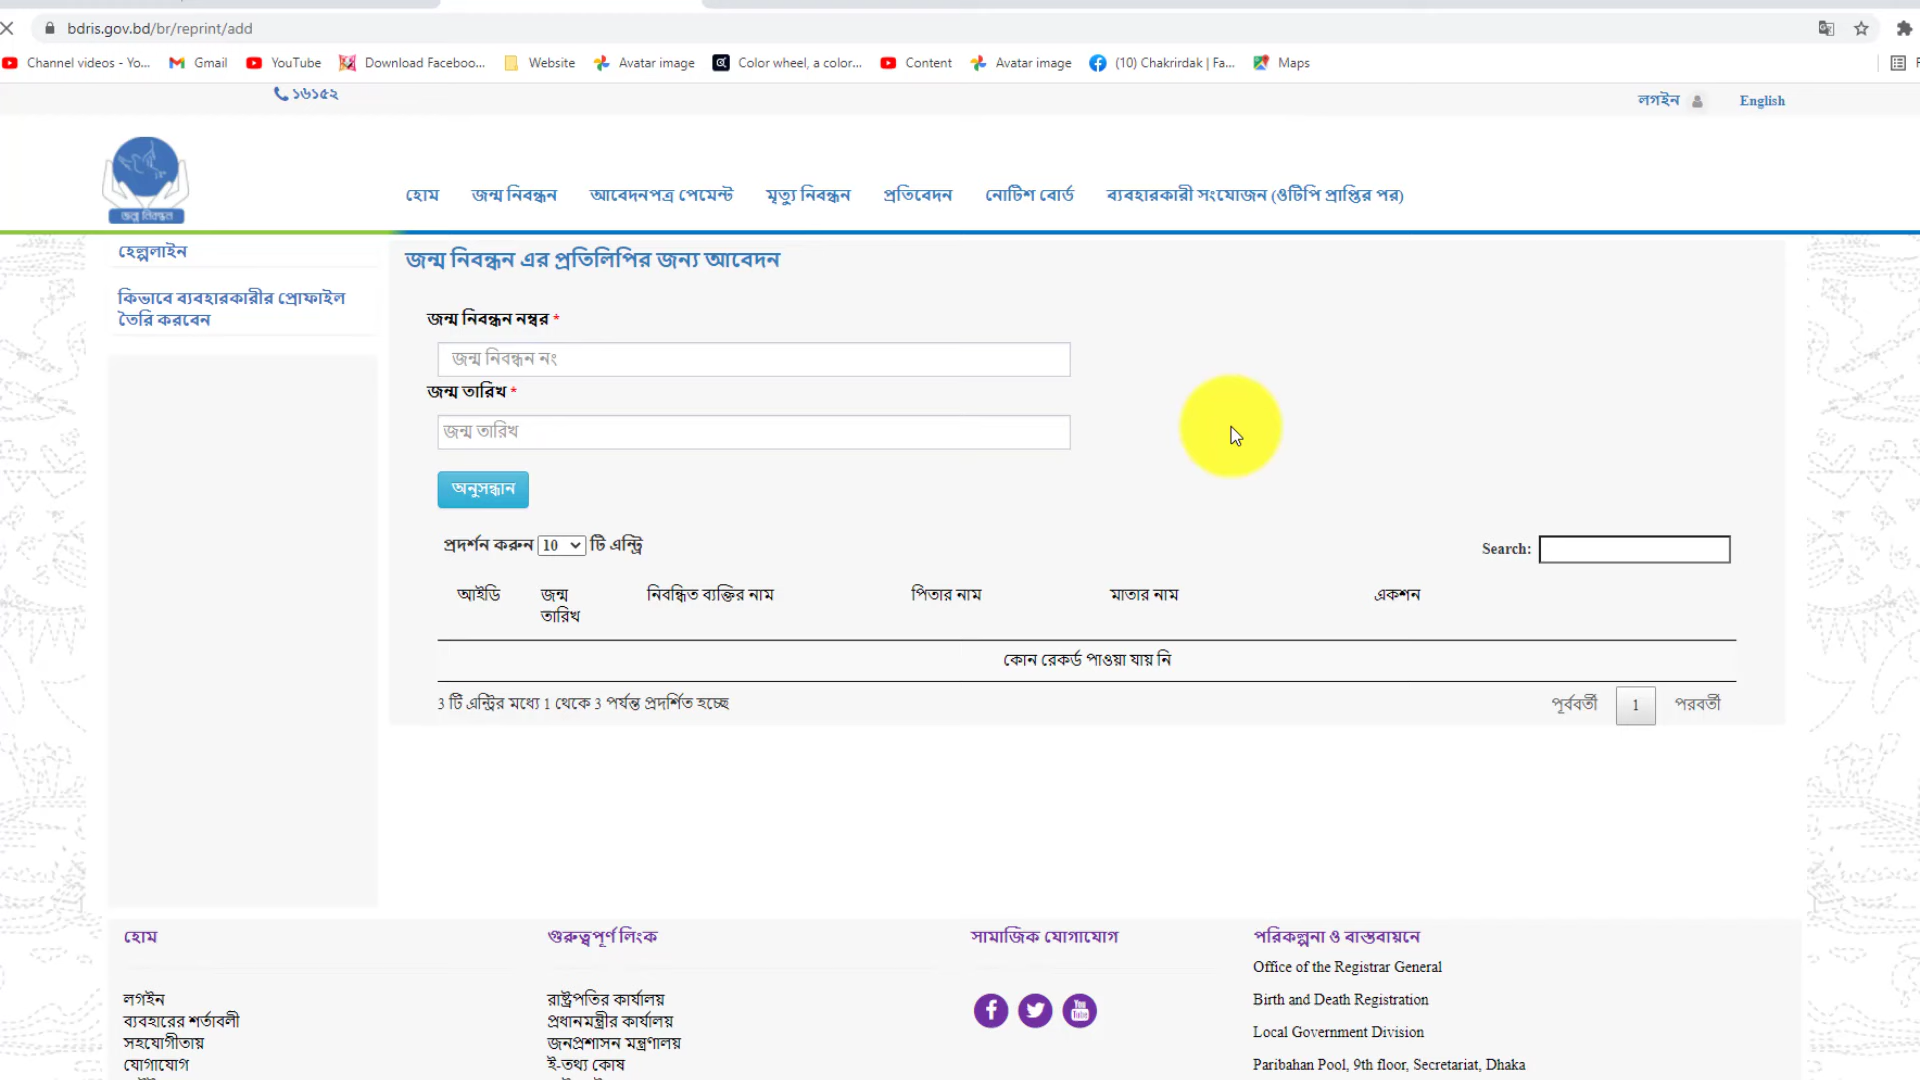 bdris.gov.bd/br/reprint/add
Channel videos - Yo... Gmail YouTube Download Faceboo... Website Avatar image Color wheel, a color... Content Avatar image (10) Chakrirdak | Fa... Maps
১৬১৫২
লগইন English
জন্ম নিবন্ধন
হোম জন্ম নিবন্ধন আবেদনপত্র পেমেন্ট মৃত্যু নিবন্ধন প্রতিবেদন নোটিশ বোর্ড ব্যবহারকারী সংযোজন (ওটিপি প্রাপ্তির পর)
হেল্পলাইন
কিভাবে ব্যবহারকারীর প্রোফাইল
তৈরি করবেন
জন্ম নিবন্ধন এর প্রতিলিপির জন্য আবেদন
জন্ম নিবন্ধন নম্বর *
জন্ম নিবন্ধন নং
জন্ম তারিখ *
জন্ম তারিখ
অনুসন্ধান
প্রদর্শন করুন 10 টি এন্ট্রি
Search:
আইডি জন্ম তারিখ নিবন্ধিত ব্যক্তির নাম পিতার নাম মাতার নাম একশন
কোন রেকর্ড পাওয়া যায় নি
3 টি এন্ট্রির মধ্যে 1 থেকে 3 পর্যন্ত প্রদর্শিত হচ্ছে
পূর্ববর্তী 1 পরবর্তী
হোম
লগইন
ব্যবহারের শর্তাবলী
সহযোগীতায়
যোগাযোগ
গুরুত্বপূর্ণ লিংক
রাষ্ট্রপতির কার্যালয়
প্রধানমন্ত্রীর কার্যালয়
জনপ্রশাসন মন্ত্রণালয়
ই-তথ্য কোষ
সামাজিক যোগাযোগ
পরিকল্পনা ও বাস্তবায়নে
Office of the Registrar General
Birth and Death Registration
Local Government Division
Paribahan Pool, 9th floor, Secretariat, Dhaka